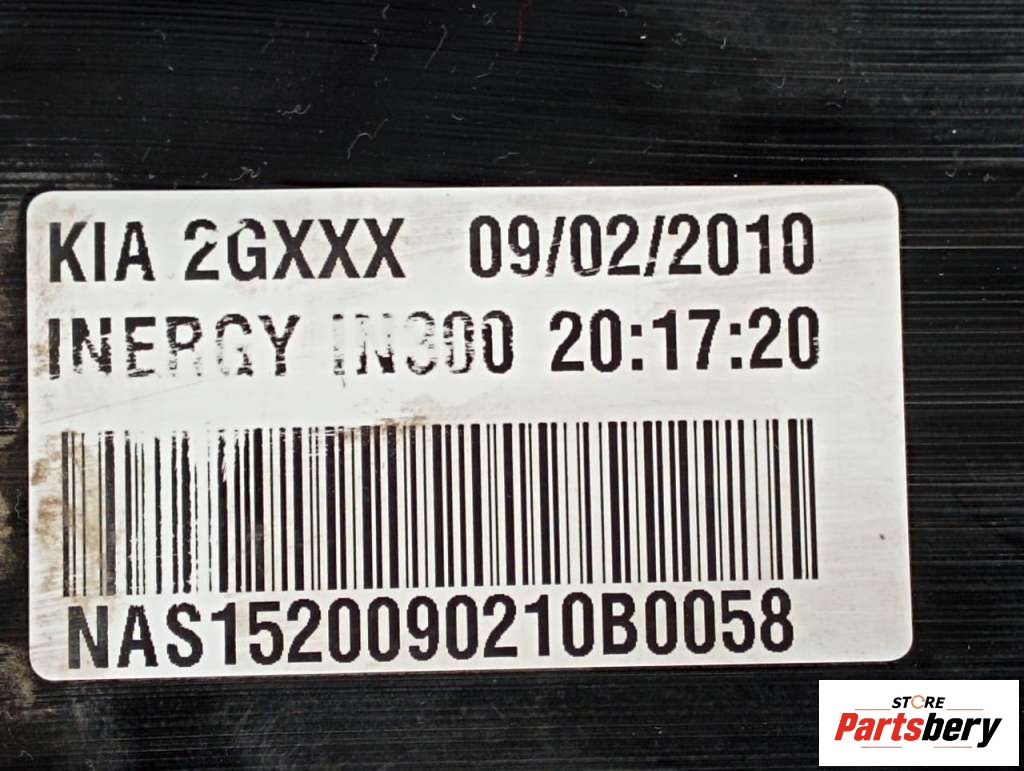 KIA 2GXXX 09/02/2010
INERGY IN300 20:17:20
NAS1520090210B0058
STORE
Partsbery